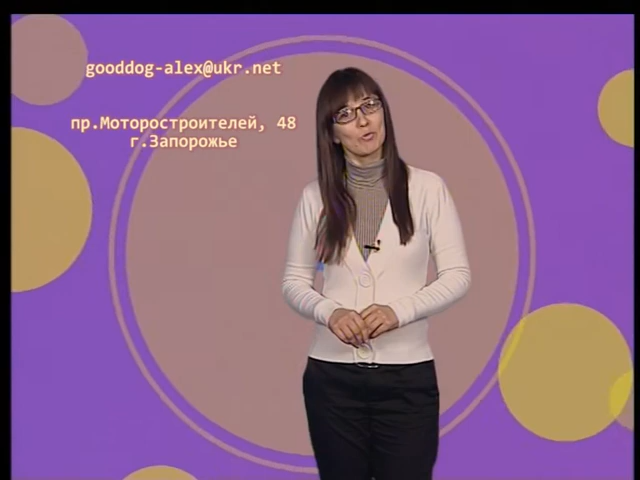 gooddog-alex@ukr.net
пр.Моторостроителей, 48
г.Запорожье